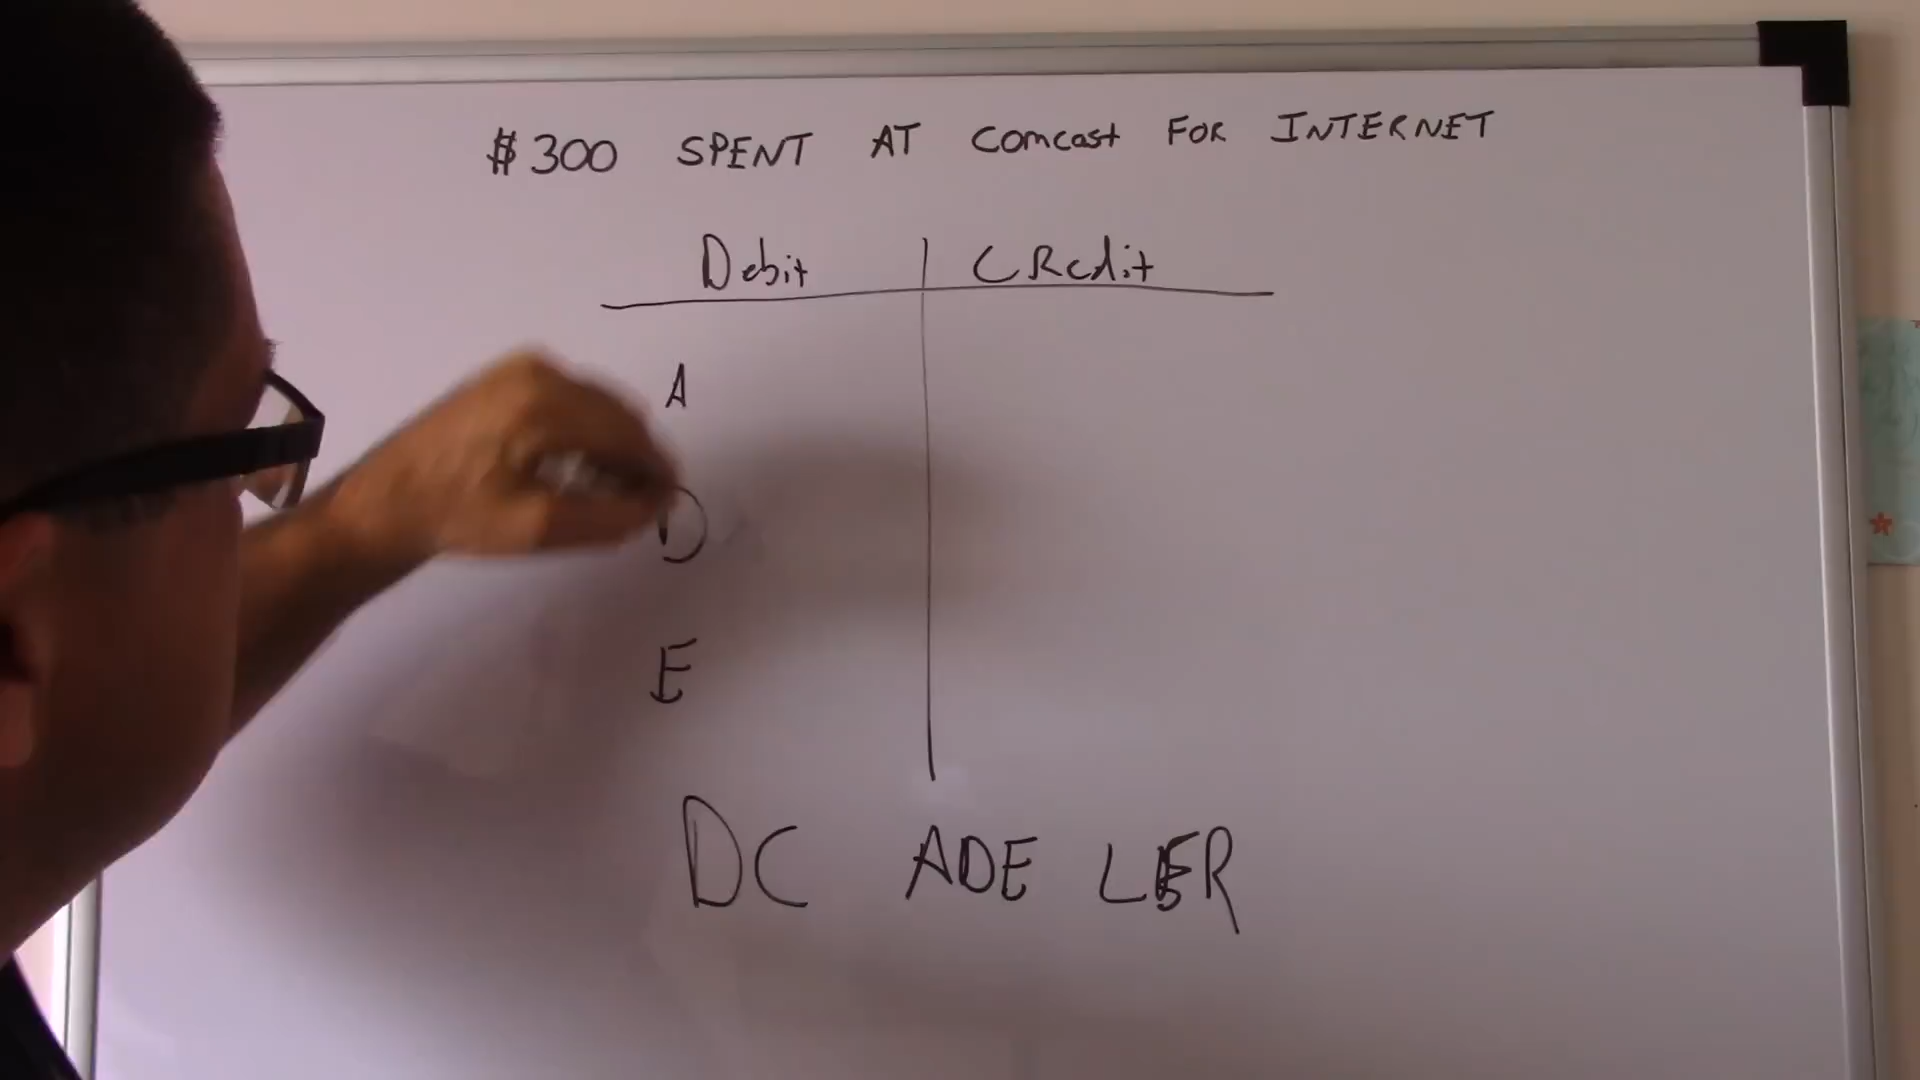 $300 SPENT AT Comcast FOR INTERNET
Debit CRedit
A
D
E
DC ADE LER